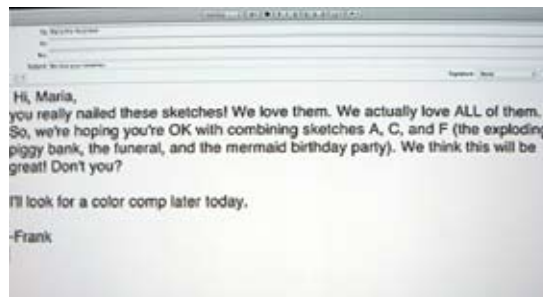 Hi, Maria,
you really nailed these sketches! We love them. We actually love ALL of them.
So, we're hoping you're OK with combining sketches A, C, and F (the exploding
piggy bank, the funeral, and the mermaid birthday party). We think this will be
great! Don't you?
I'll look for a color comp later today.
-Frank